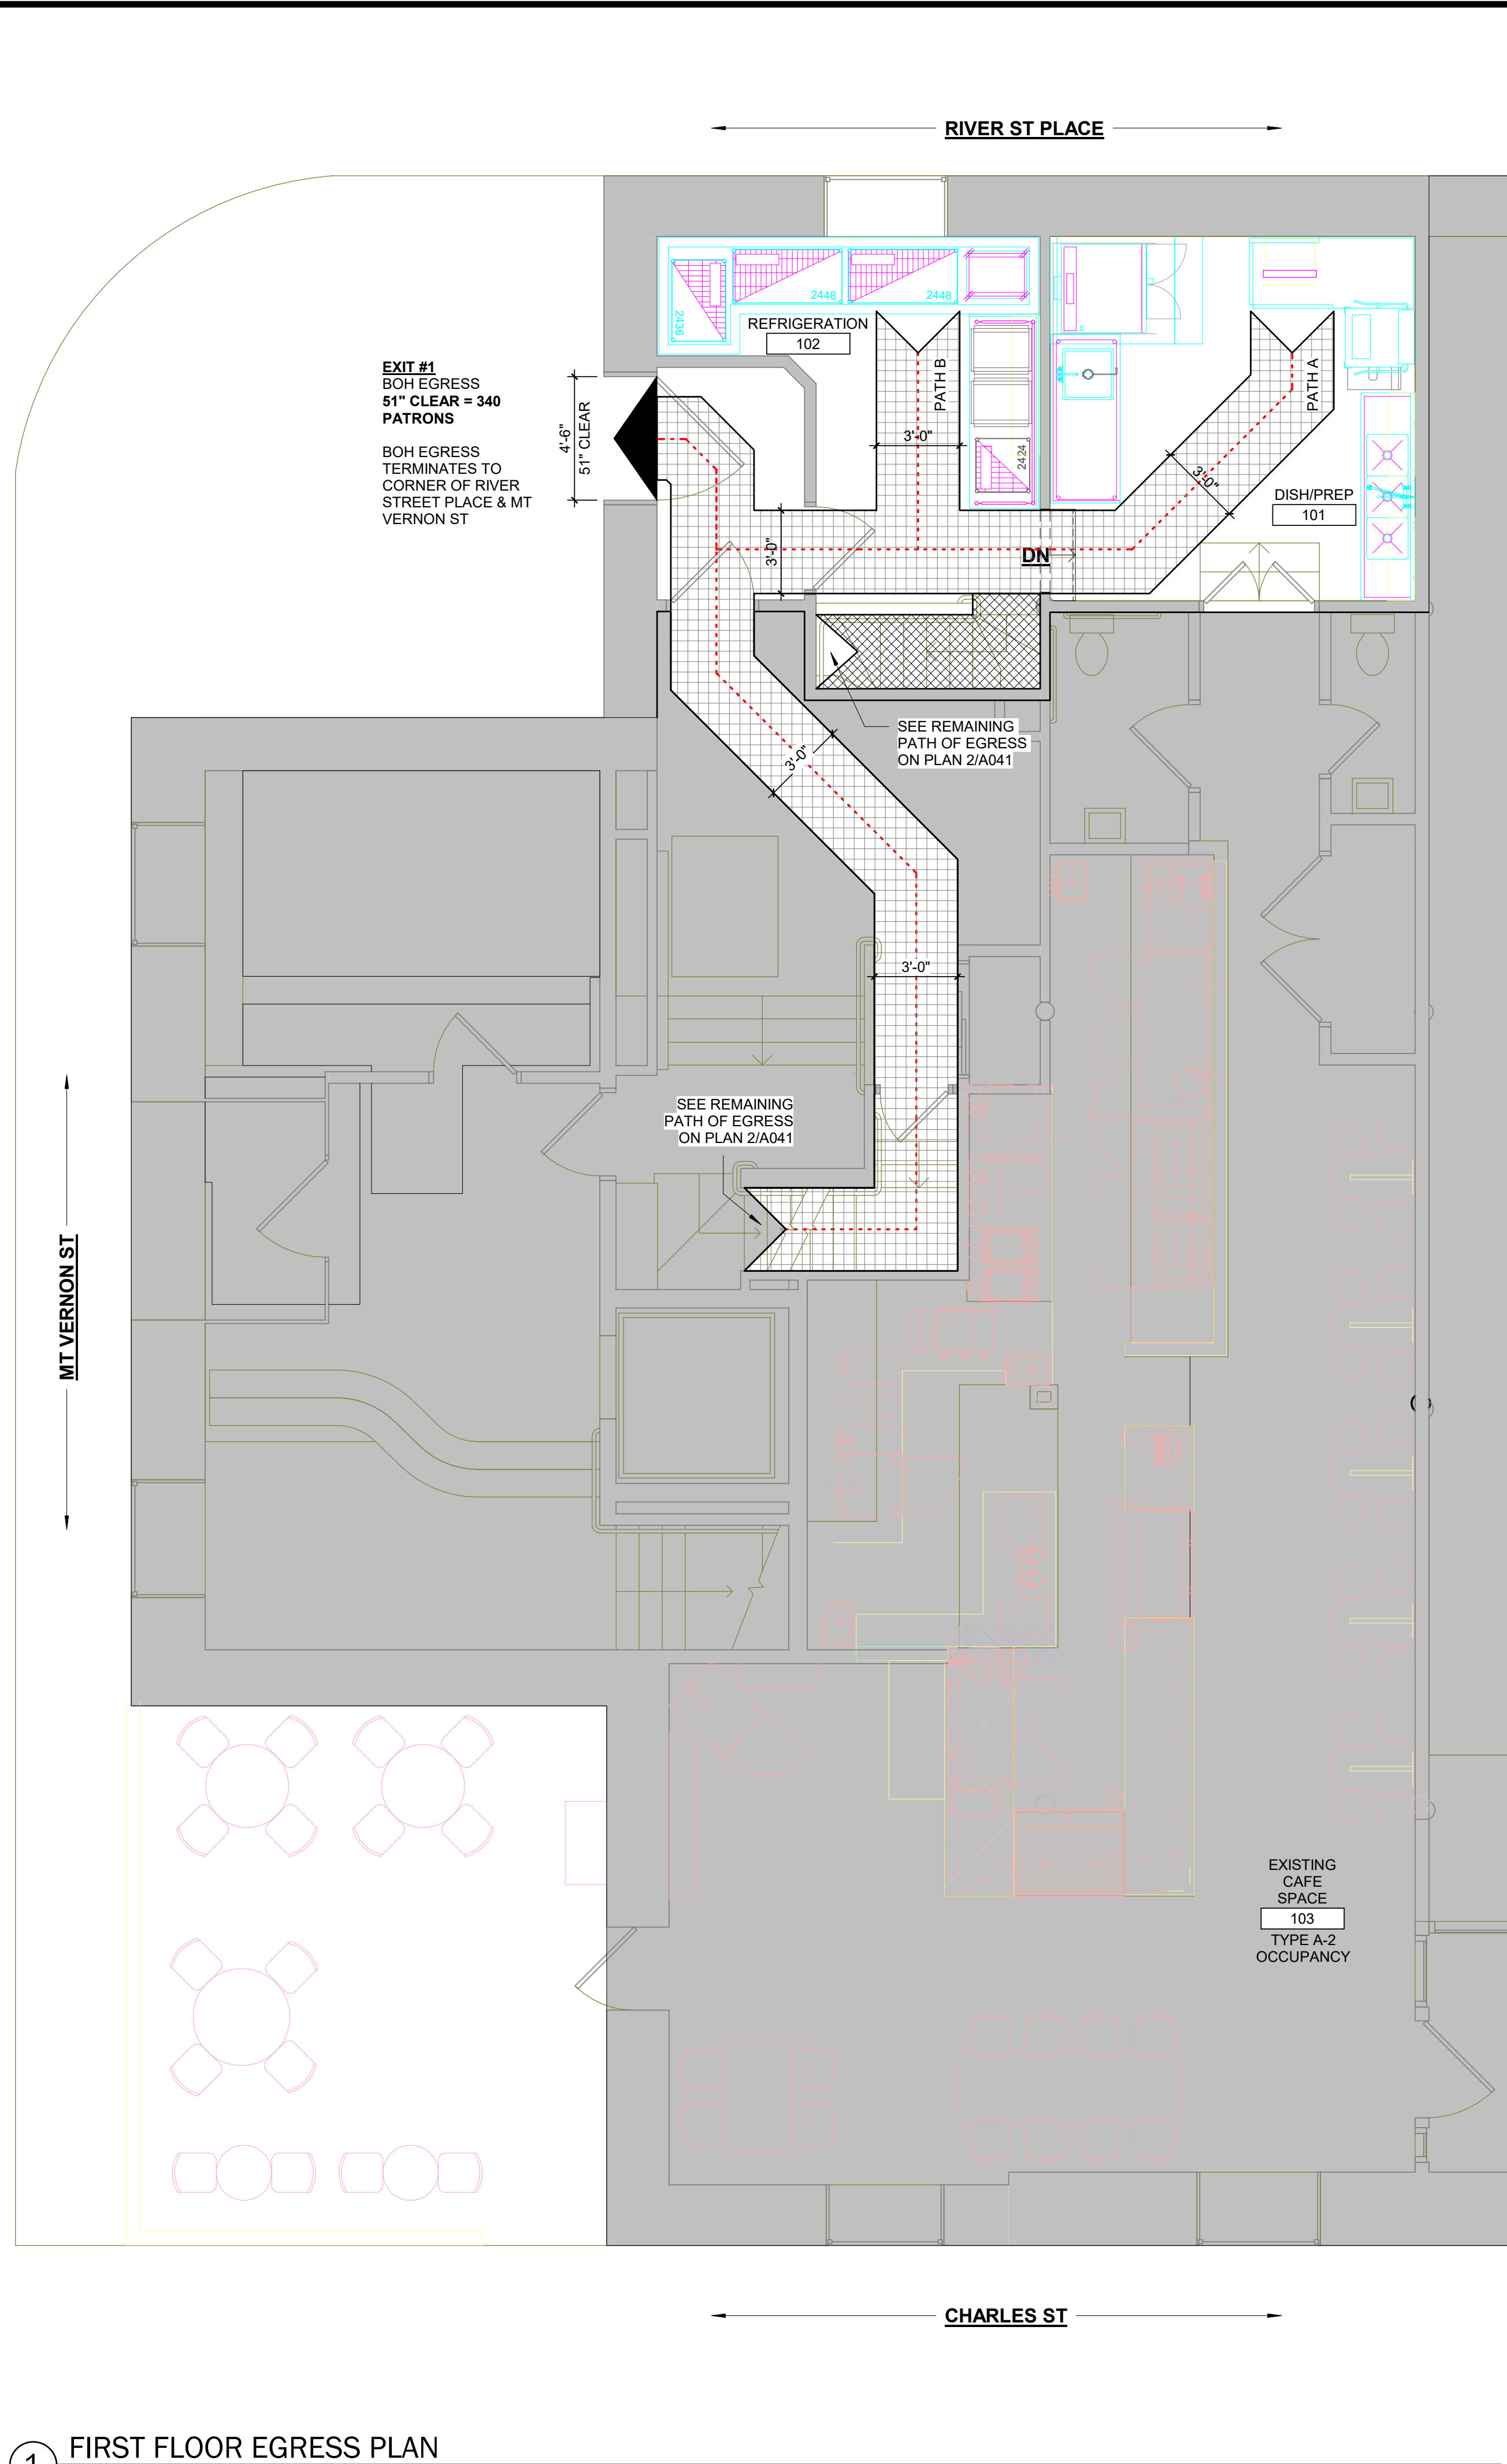 RIVER ST PLACE
2448
2448
2436
REFRIGERATION
102
PATH B
PATH A
EXIT #1
BOH EGRESS
51" CLEAR = 340
PATRONS
BOH EGRESS
TERMINATES TO
CORNER OF RIVER
STREET PLACE & MT
VERNON ST
4'-6"
51" CLEAR
3'-0"
2424
3'-0"
DISH/PREP
101
3'-0"
DN
SEE REMAINING
PATH OF EGRESS
ON PLAN 2/A041
3'-0"
3'-0"
SEE REMAINING
PATH OF EGRESS
ON PLAN 2/A041
MT VERNON ST
EXISTING
CAFE
SPACE
103
TYPE A-2
OCCUPANCY
CHARLES ST
1
FIRST FLOOR EGRESS PLAN